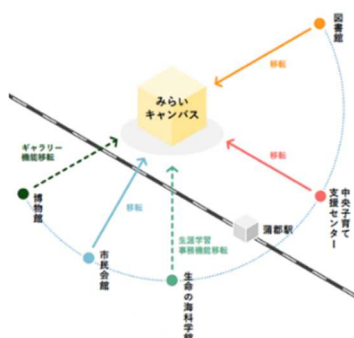 図書館
移転
みらい
キャンパス
ギャラリー
機能移転
移転
博物館
移転
中央子育て
支援センター
蒲郡駅
生涯学習
事務機能移転
市民会館
生命の海科学館